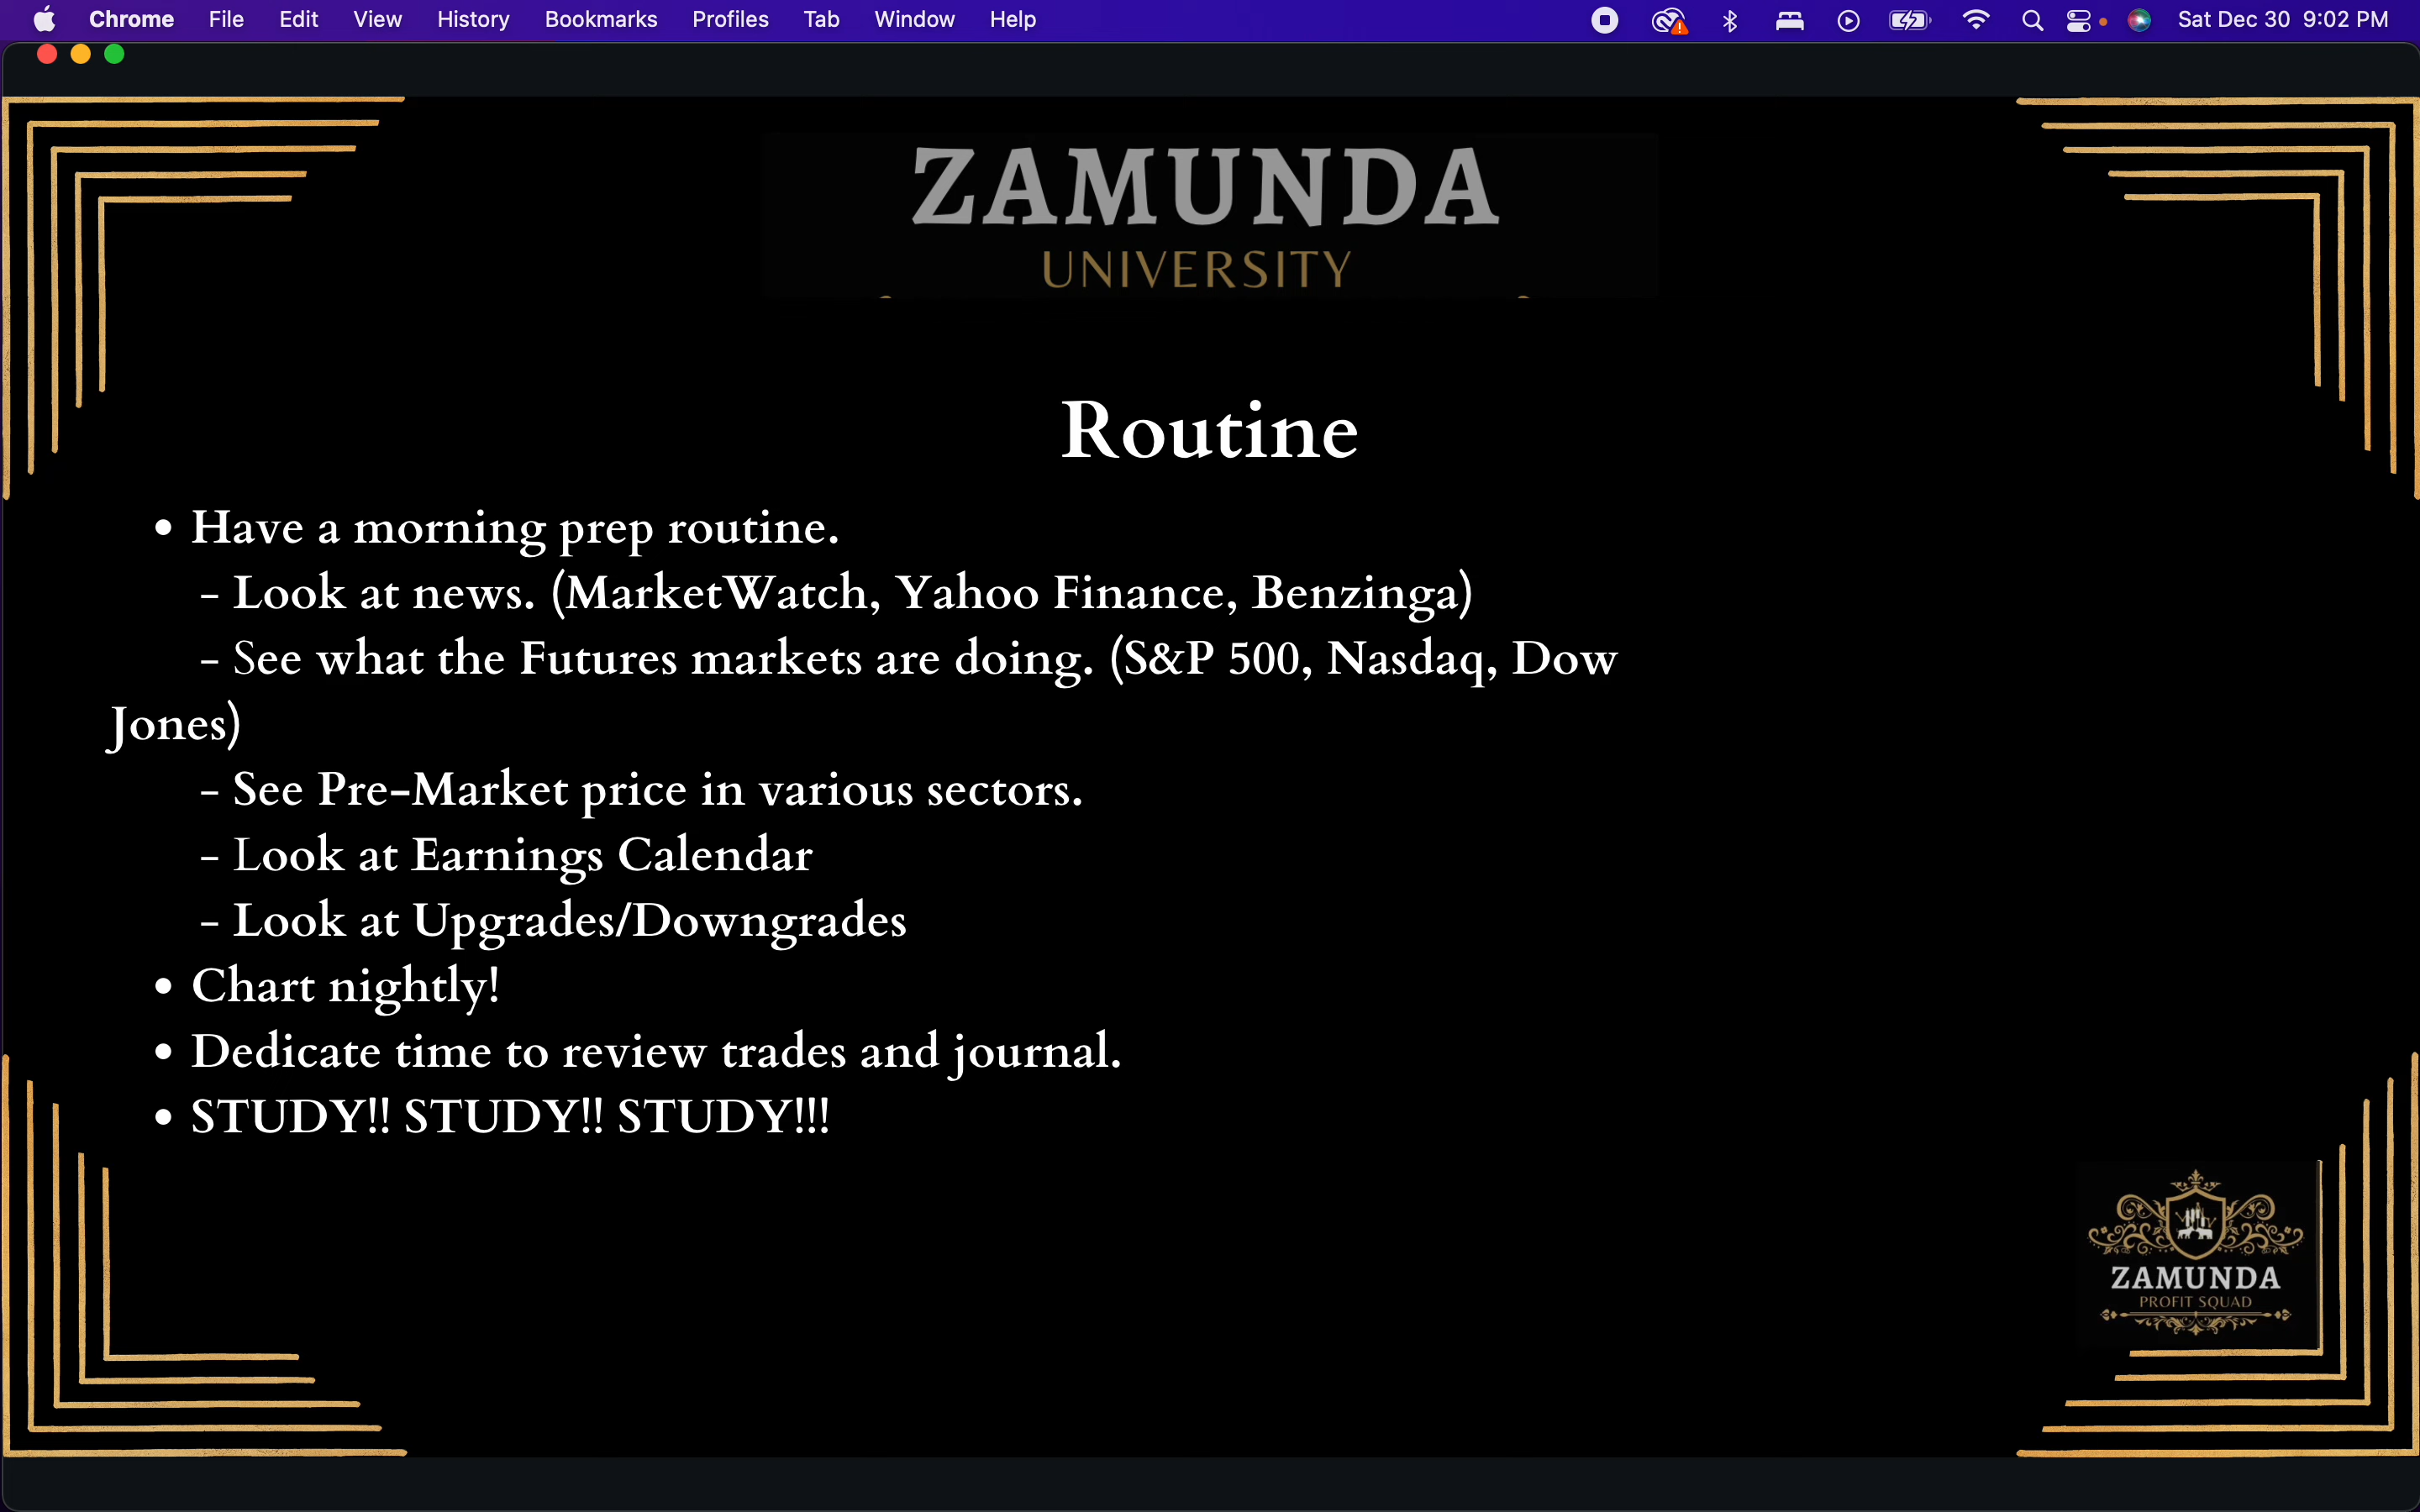 Chrome File Edit View History Bookmarks Profiles Tab Window Help Sat Dec 30 9:02 PM
ZAMUNDA
UNIVERSITY
Routine
• Have a morning prep routine.
- Look at news. (MarketWatch, Yahoo Finance, Benzinga)
- See what the Futures markets are doing. (S&P 500, Nasdaq, Dow
Jones)
- See Pre-Market price in various sectors.
- Look at Earnings Calendar
- Look at Upgrades/Downgrades
• Chart nightly!
• Dedicate time to review trades and journal.
• STUDY!! STUDY!! STUDY!!!
ZAMUNDA
PROFIT SQUAD